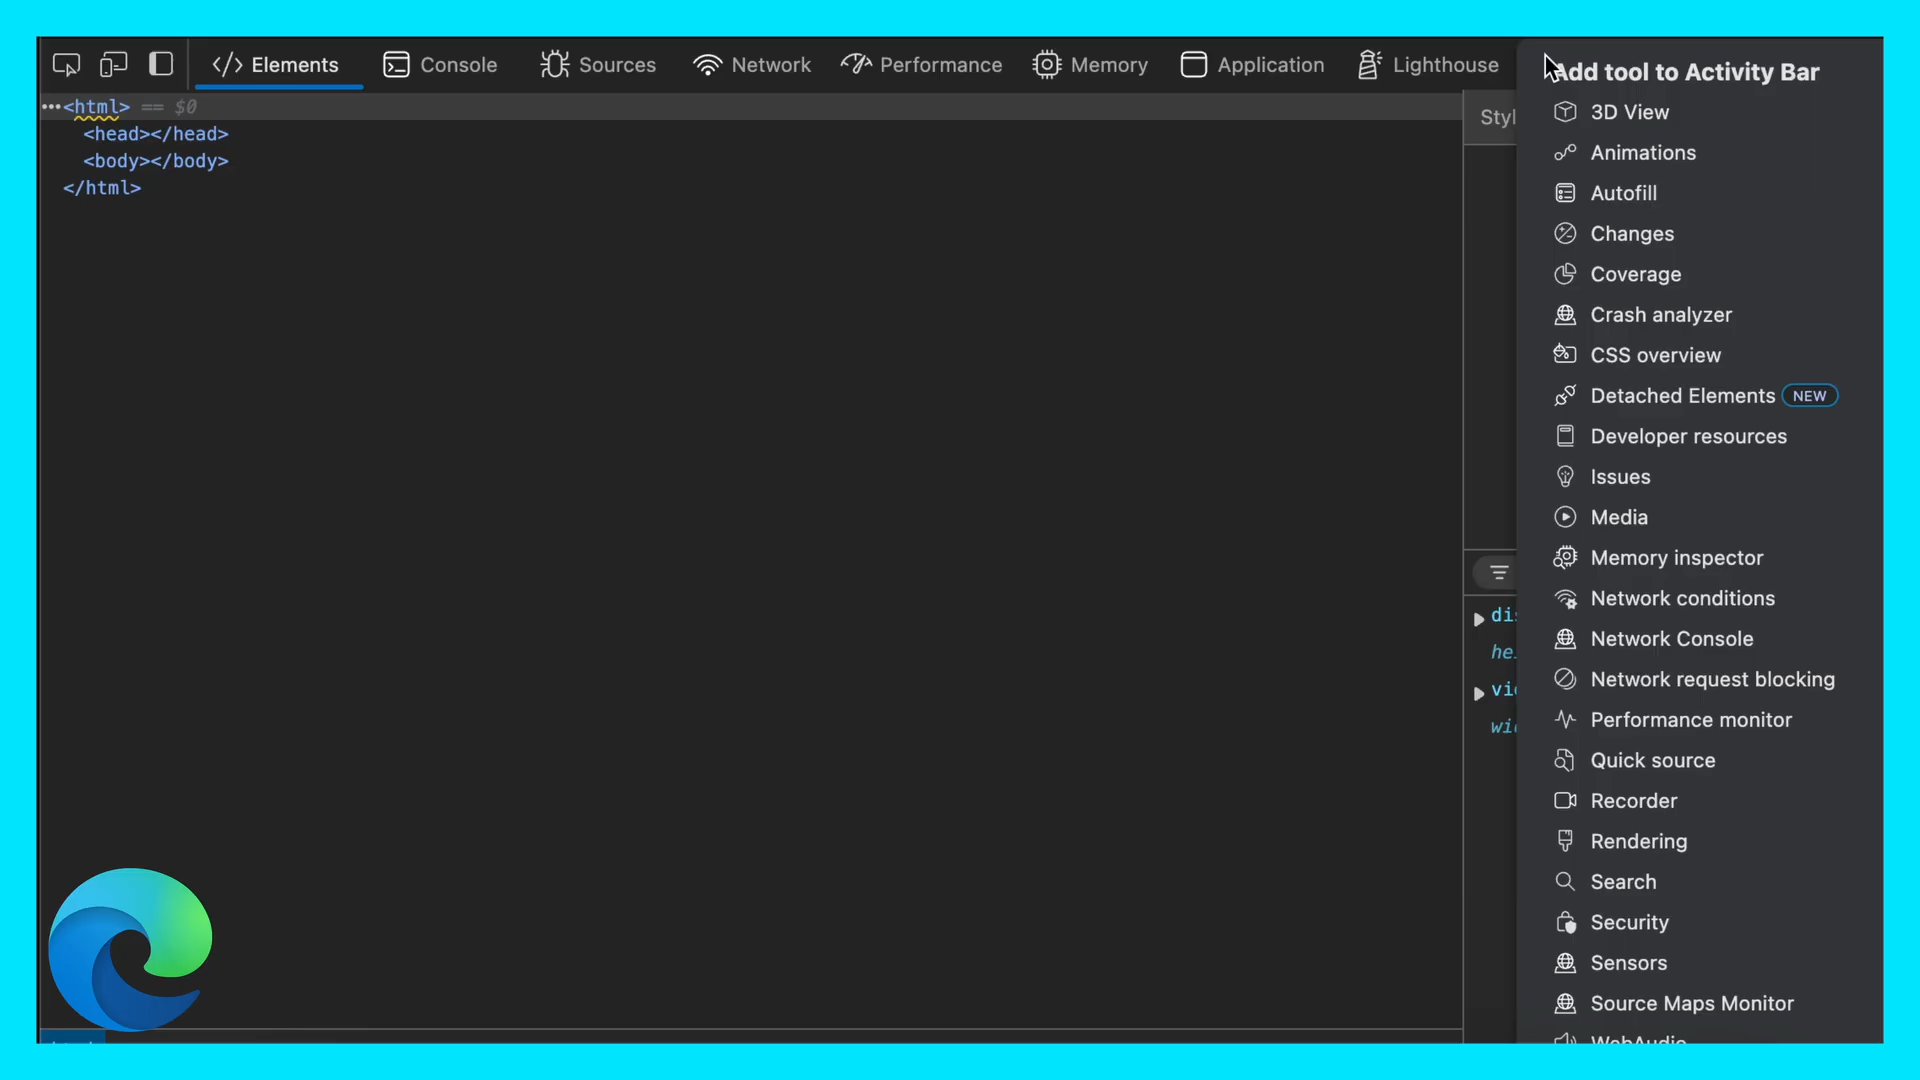 Elements Console Sources Network Performance Memory Application Lighthouse
<html> == $0
<head></head>
<body></body>
</html>
Add tool to Activity Bar
3D View
Animations
Autofill
Changes
Coverage
Crash analyzer
CSS overview
Detached Elements NEW
Developer resources
Issues
Media
Memory inspector
Network conditions
Network Console
Network request blocking
Performance monitor
Quick source
Recorder
Rendering
Search
Security
Sensors
Source Maps Monitor
WebAudio